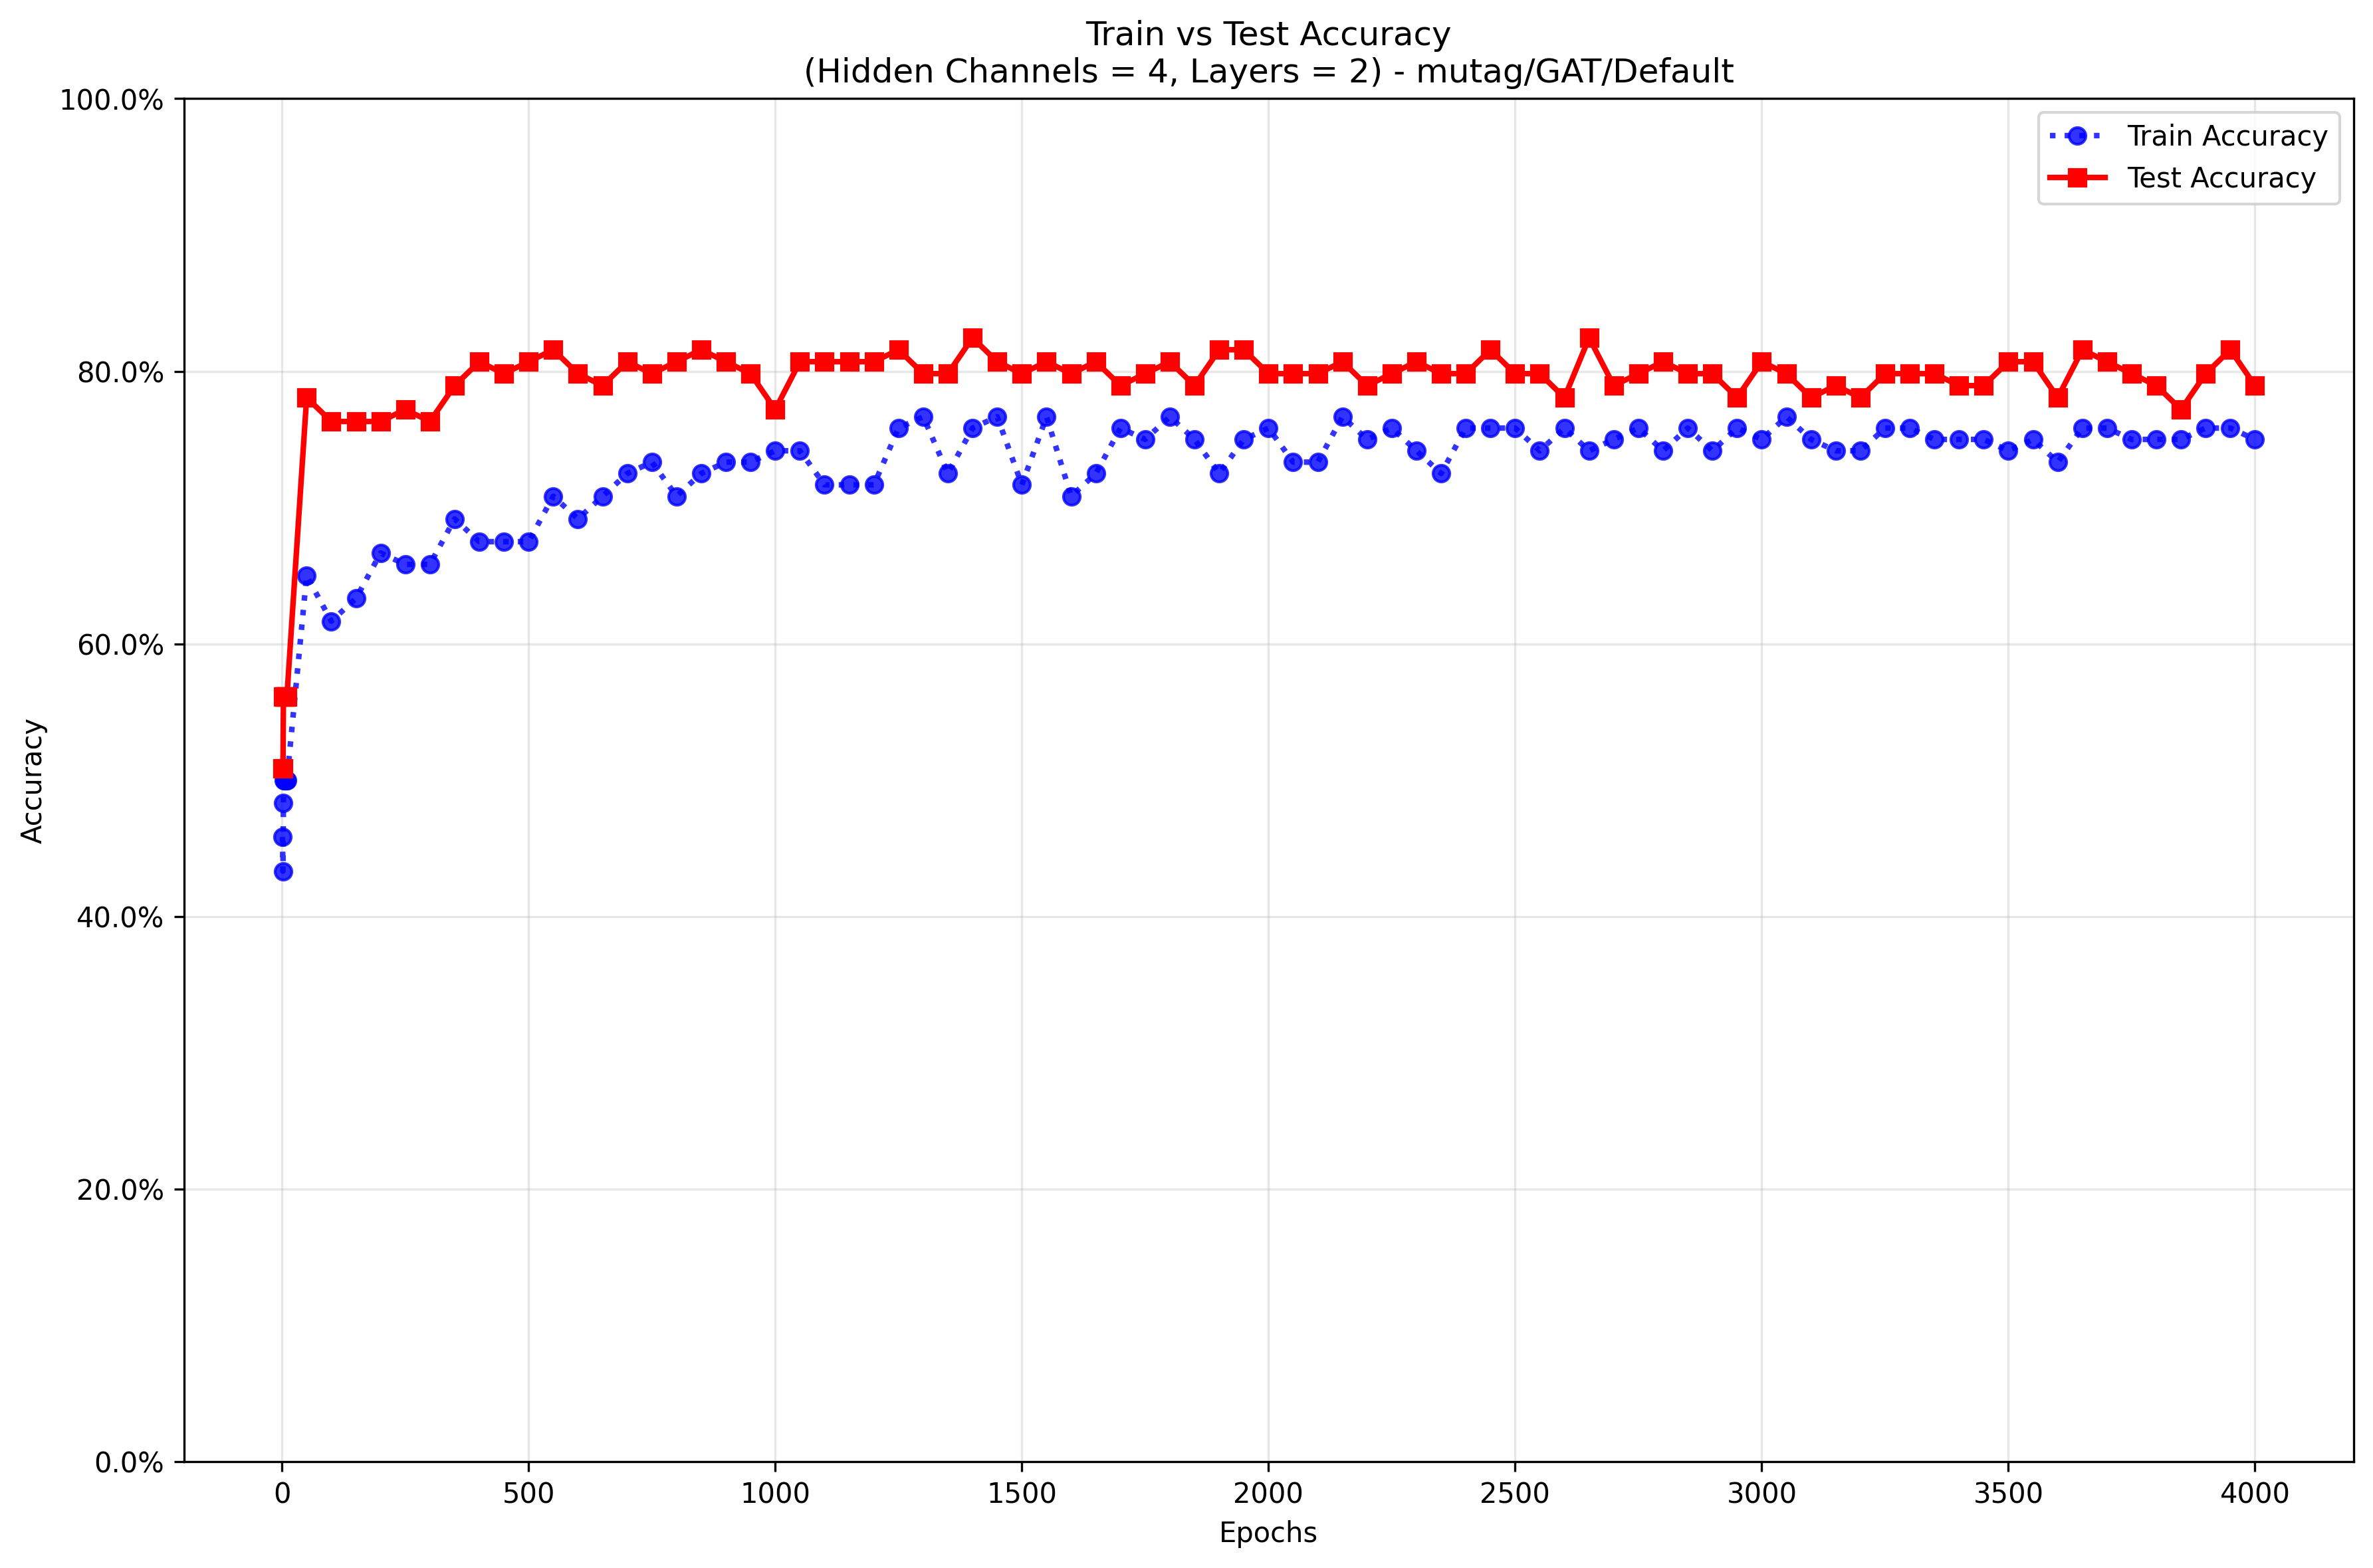 Train vs Test Accuracy
(Hidden Channels = 4, Layers = 2) - mutag/GAT/Default
100.0%
80.0%
60.0%
40.0%
20.0%
0.0%
Accuracy
Train Accuracy
Test Accuracy
0 500 1000 1500 2000 2500 3000 3500 4000
Epochs